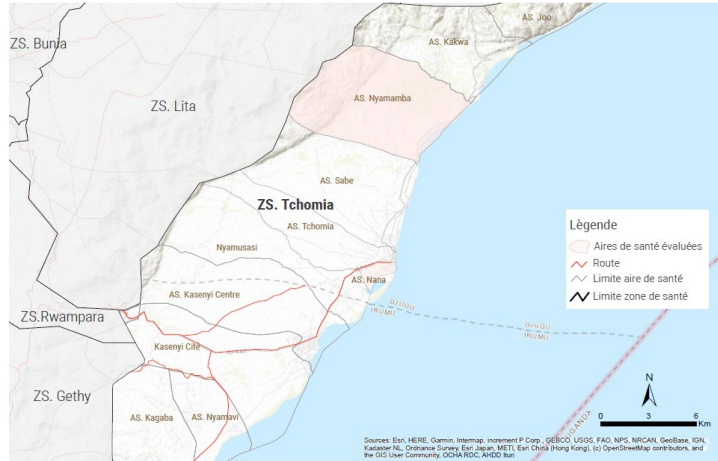 ZS. Bunia
AS. Joo
AS. Kakwa
ZS. Lita
AS. Nyamamba
AS. Sabe
ZS. Tchomia
AS. Tchomia
Nyamusasi
AS. Nana
AS. Kasenyi Centre
DJUGU
IRUMU
DJUGU
IRUMU
ZS.Rwampara
Kasenyi Cité
ZS. Gethy
AS. Kagaba
AS. Nyamavi
UGANDA
Lègende
Aires de santé évaluées
Route
Limite aire de santé
Limite zone de santé
N
0 3 6
Km
Sources: Esri, HERE, Garmin, Intermap, increment P Corp., GEBCO, USGS, FAO, NPS, NRCAN, GeoBase, IGN,
Kadaster NL, Ordnance Survey, Esri Japan, METI, Esri China (Hong Kong), (c) OpenStreetMap contributors, and
the GIS User Community, OCHA RDC, AHDD Ituri